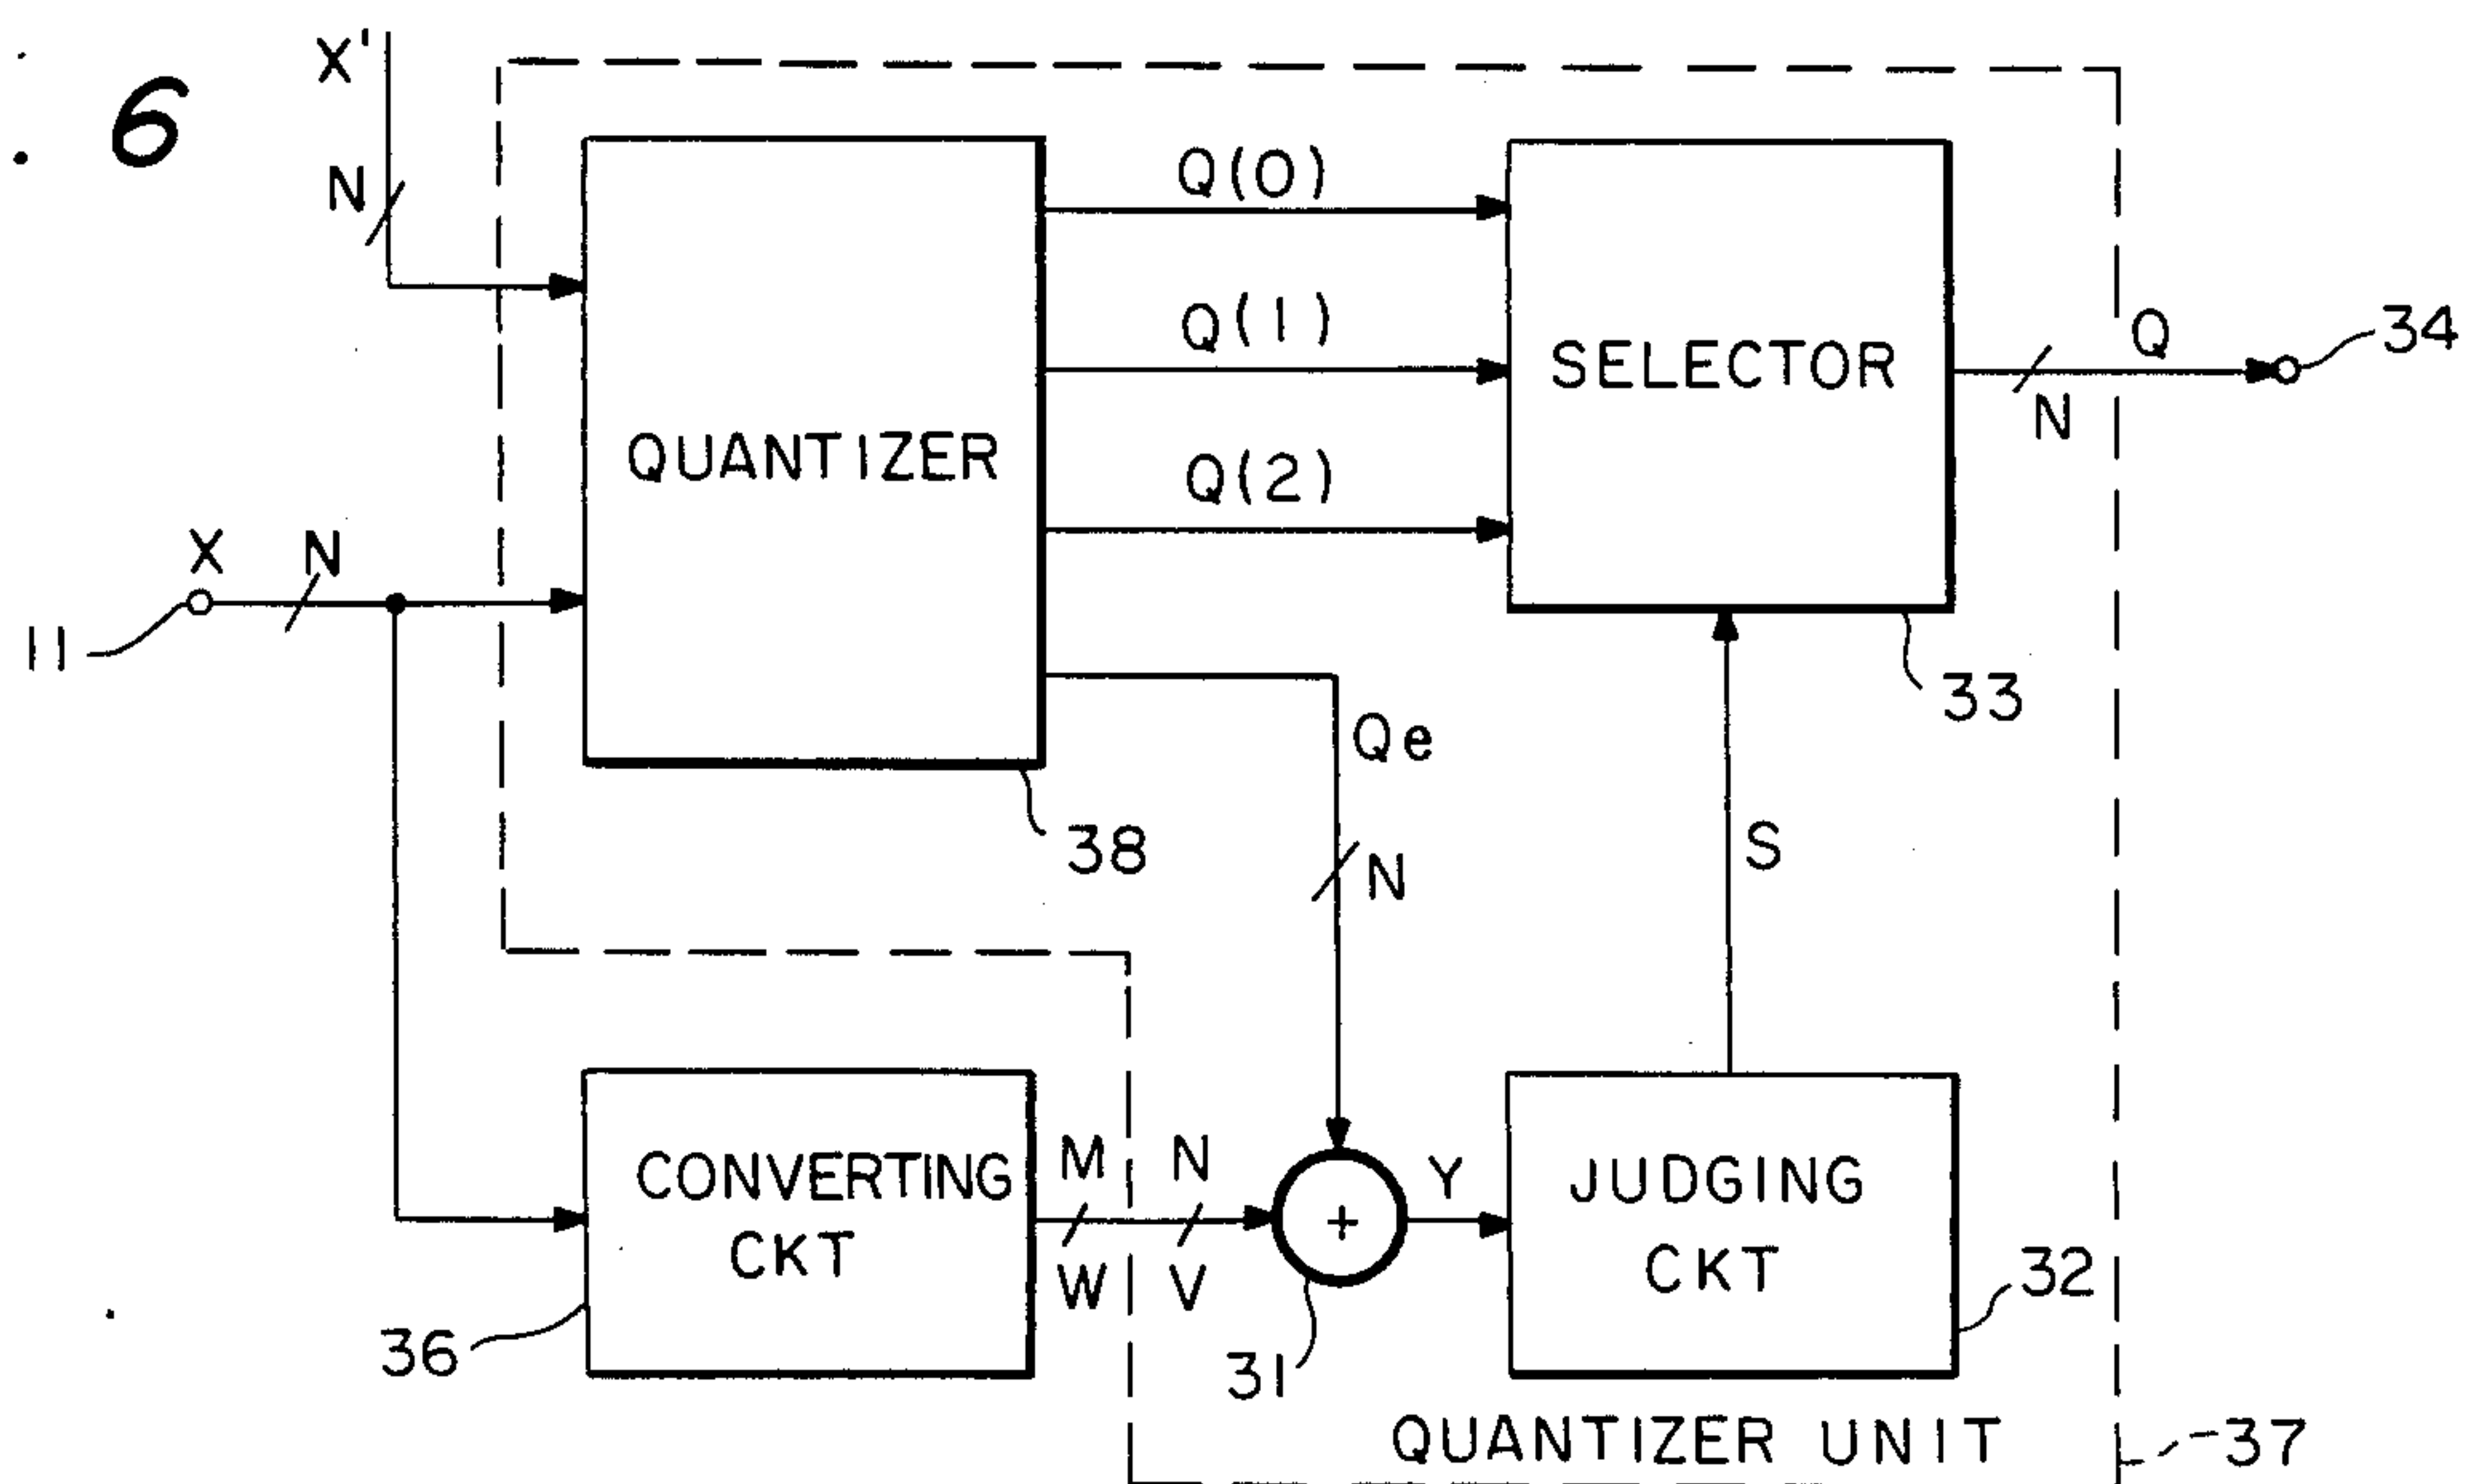 6
X'
N
Q(0)
Q(1)
Q(2)
QUANTIZER
SELECTOR
Q
N
34
X
N
11
33
Qe
38
N
S
M
N
Y
CONVERTING
CKT
+
JUDGING
CKT
W
V
32
36
31
QUANTIZER UNIT
37